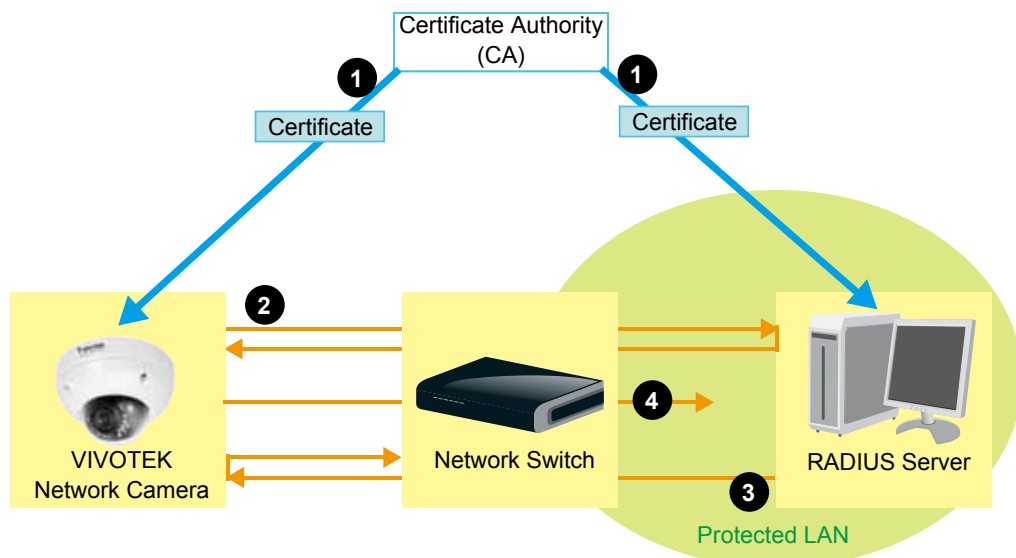 Certificate Authority
(CA)
1
1
Certificate
Certificate
2
4
VIVOTEK
Network Camera
Network Switch
RADIUS Server
3
Protected LAN